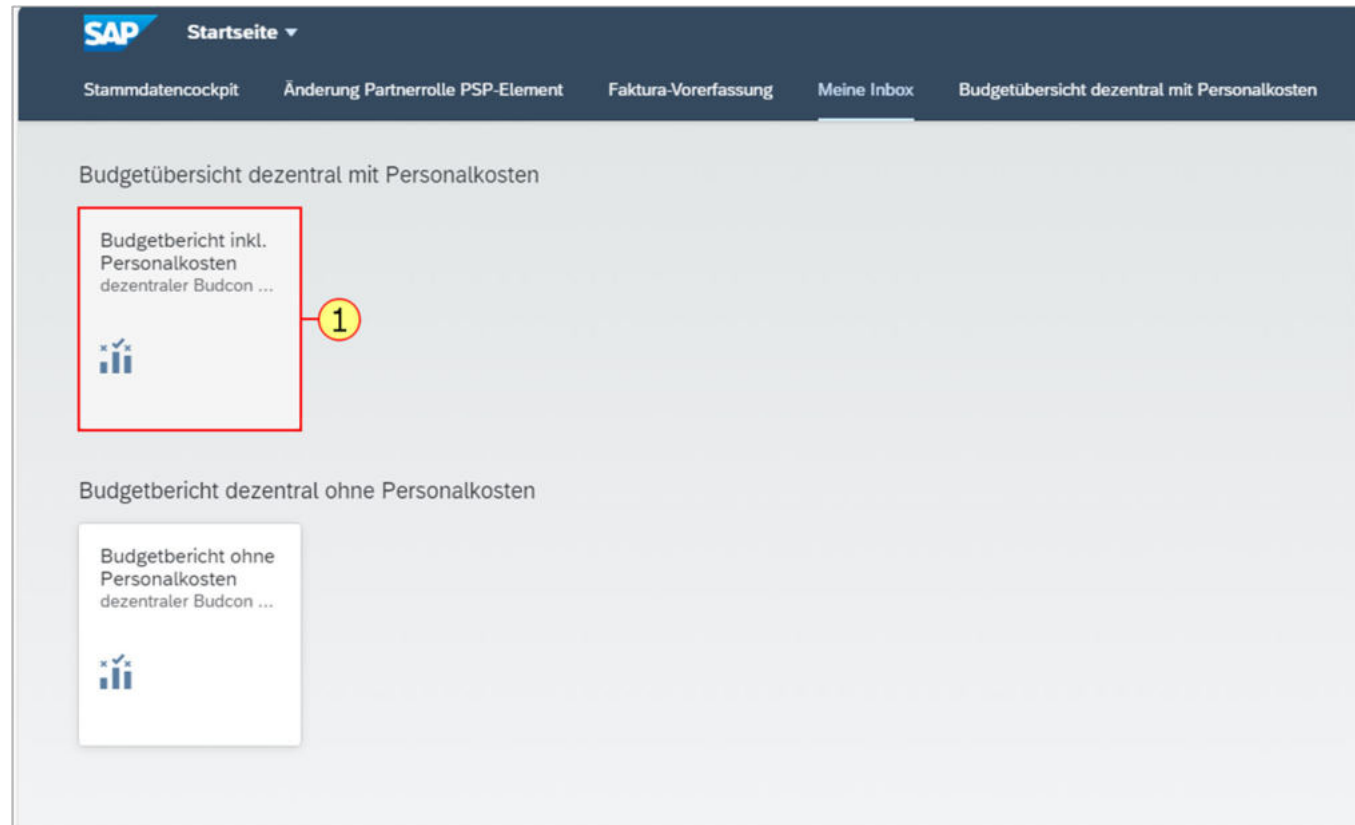 SAP Startseite
Stammdatencockpit Änderung Partnerrolle PSP-Element Faktura-Vorerfassung Meine Inbox Budgetübersicht dezentral mit Personalkosten
Budgetübersicht dezentral mit Personalkosten
Budgetbericht inkl.
Personalkosten
dezentraler Budcon ...
1
Budgetbericht dezentral ohne Personalkosten
Budgetbericht ohne
Personalkosten
dezentraler Budcon ...